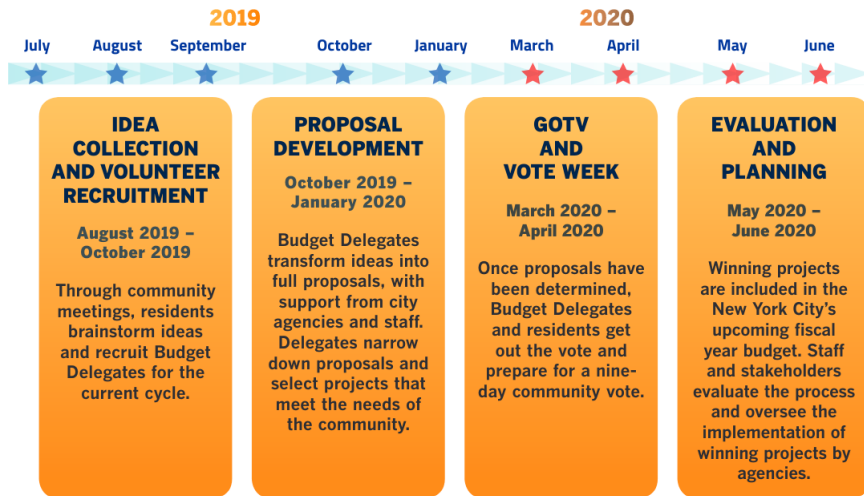 2019
2020
July
August
September
October
January
March
April
May
June
IDEA
COLLECTION
AND VOLUNTEER
RECRUITMENT
August 2019 –
October 2019
Through community
meetings, residents
brainstorm ideas
and recruit Budget
Delegates for the
current cycle.
PROPOSAL
DEVELOPMENT
October 2019 –
January 2020
Budget Delegates
transform ideas into
full proposals, with
support from city
agencies and staff.
Delegates narrow
down proposals and
select projects that
meet the needs of
the community.
GOTV
AND
VOTE WEEK
March 2020 –
April 2020
Once proposals have
been determined,
Budget Delegates
and residents get
out the vote and
prepare for a nine-
day community vote.
EVALUATION
AND
PLANNING
May 2020 –
June 2020
Winning projects
are included in the
New York City’s
upcoming fiscal
year budget. Staff
and stakeholders
evaluate the process
and oversee the
implementation of
winning projects by
agencies.